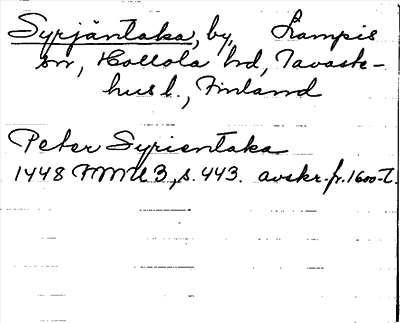 Syrjäntaka, by, Lampis
sn, Hollola hd, Tavaste-
hus l., Finland
Peter Syrientaka
1448 FMU 3, s. 443. avskr. fr. 1600-t.